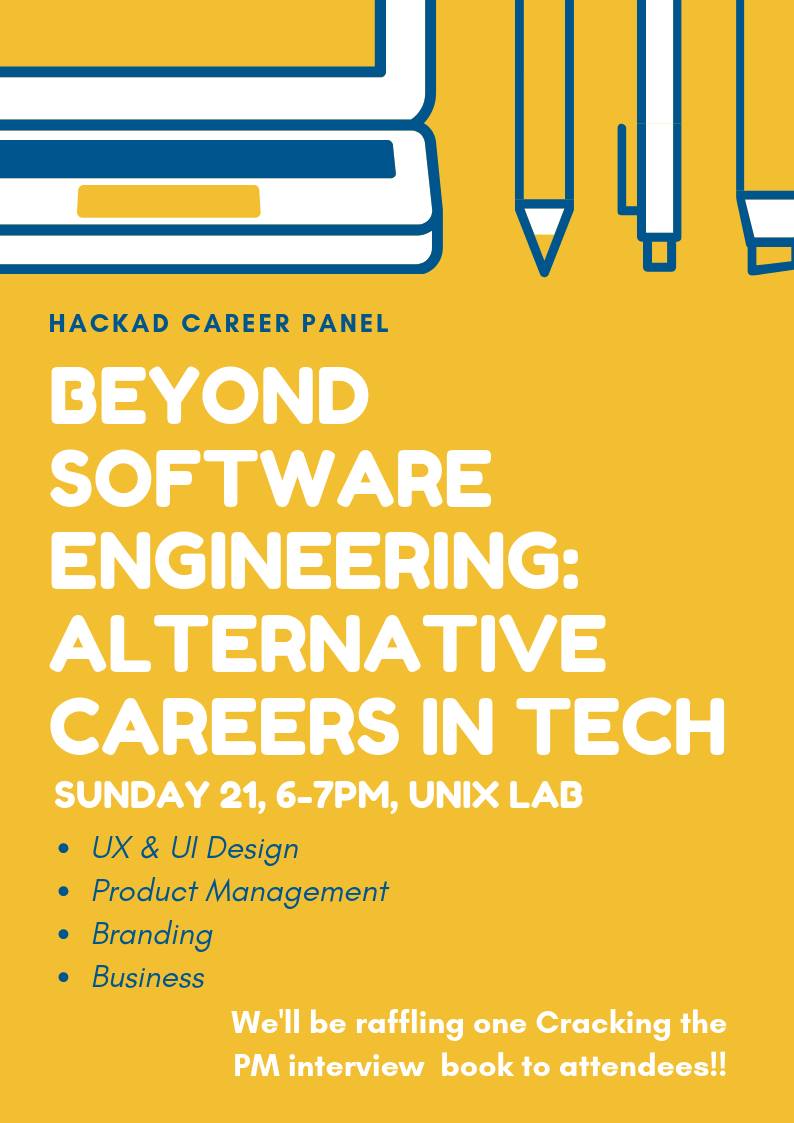 HACKAD CAREER PANEL
BEYOND
SOFTWARE
ENGINEERING:
ALTERNATIVE
CAREERS IN TECH
SUNDAY 21, 6-7PM, UNIX LAB
• UX & UI Design
• Product Management
• Branding
• Business
We'll be raffling one Cracking the
PM interview  book to attendees!!